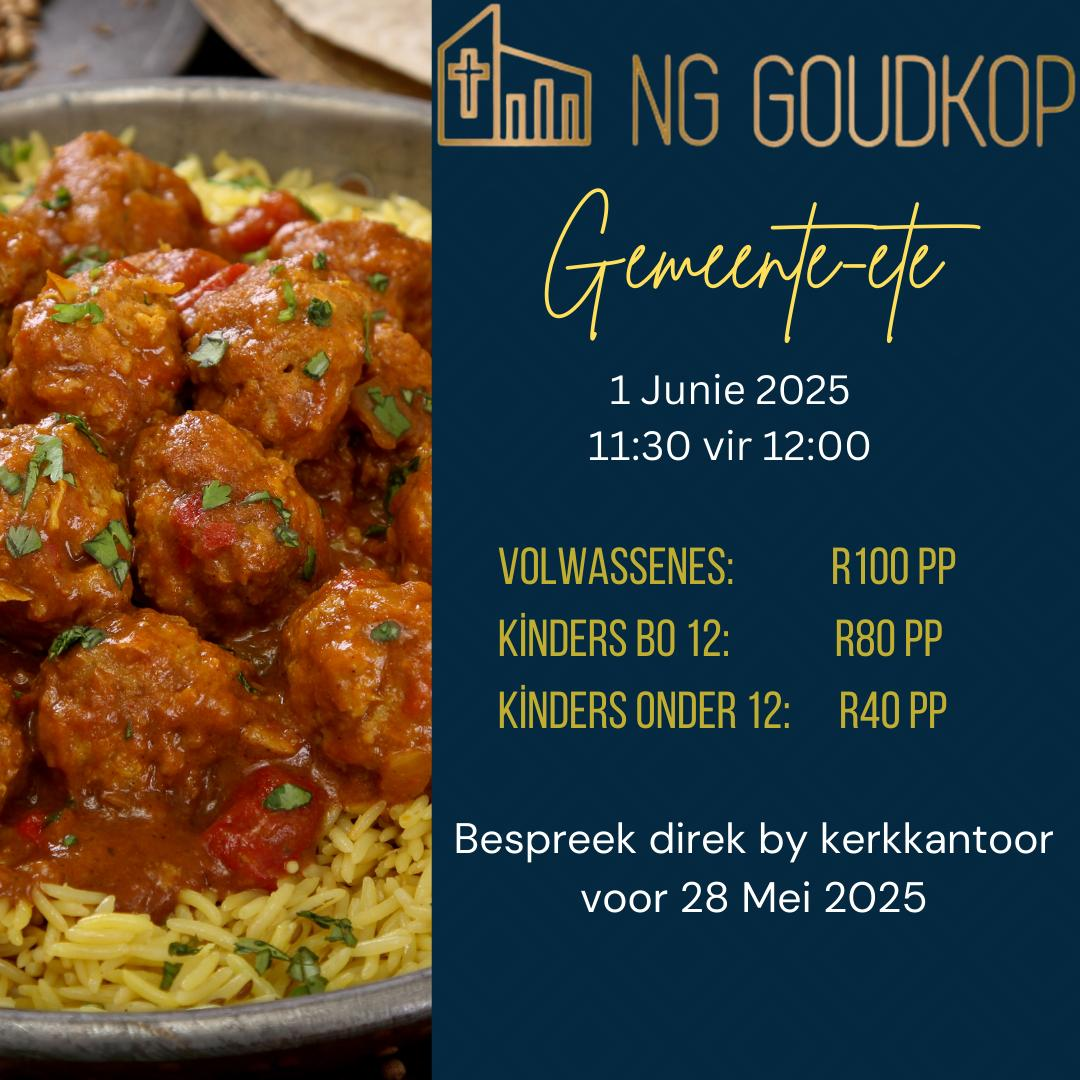 NG GOUDKOP
Gemeente-ete
1 Junie 2025
11:30 vir 12:00
VOLWASSENES: R100 PP
KİNDERS BO 12: R80 PP
KİNDERS ONDER 12: R40 PP
Bespreek direk by kerkkantoor
voor 28 Mei 2025